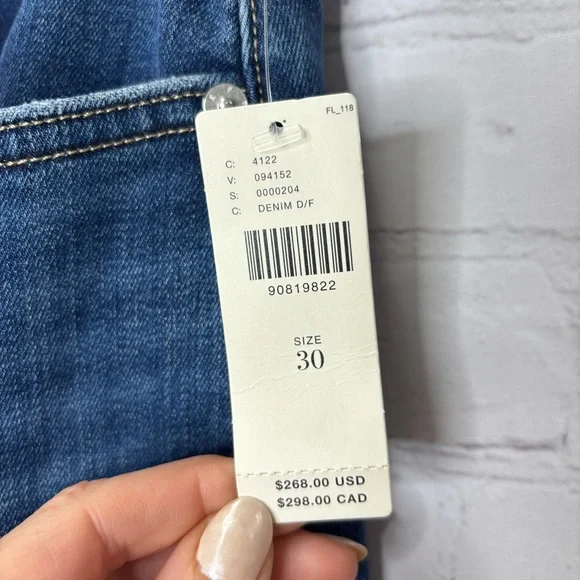 FL_118
C: 4122
V: 094152
S: 0000204
C: DENIM D/F
90819822
SIZE
30
$268.00 USD
$298.00 CAD